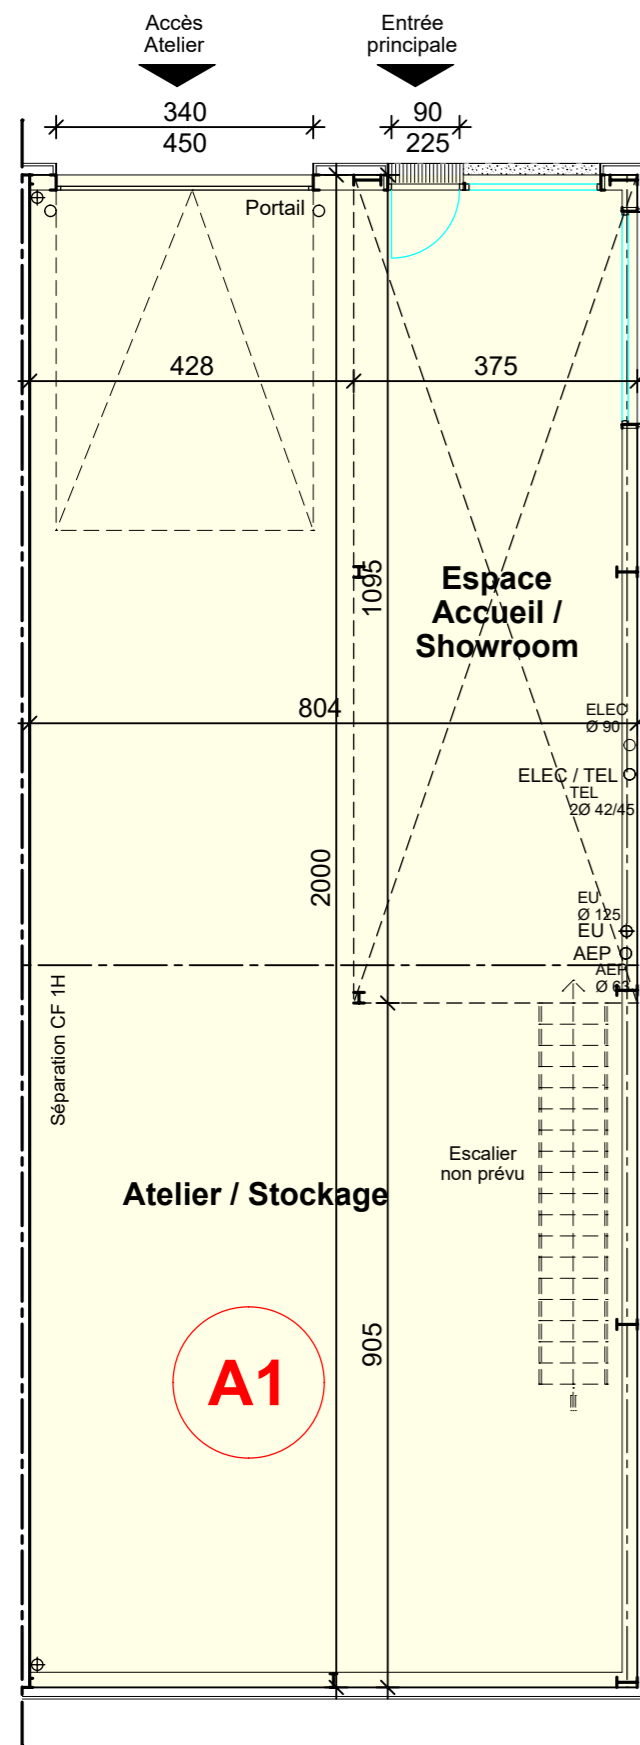 Accès
Atelier
Entrée
principale
340
450
90
225
Portail
428
375
1095
Espace
Accueil /
Showroom
804
ELEC
Ø 90
ELEC / TEL
TEL
2Ø 42/45
2000
EU
Ø 125
EU
AEP
AEP
Ø 63
Séparation CF 1H
Escalier
non prévu
Atelier / Stockage
905
A1